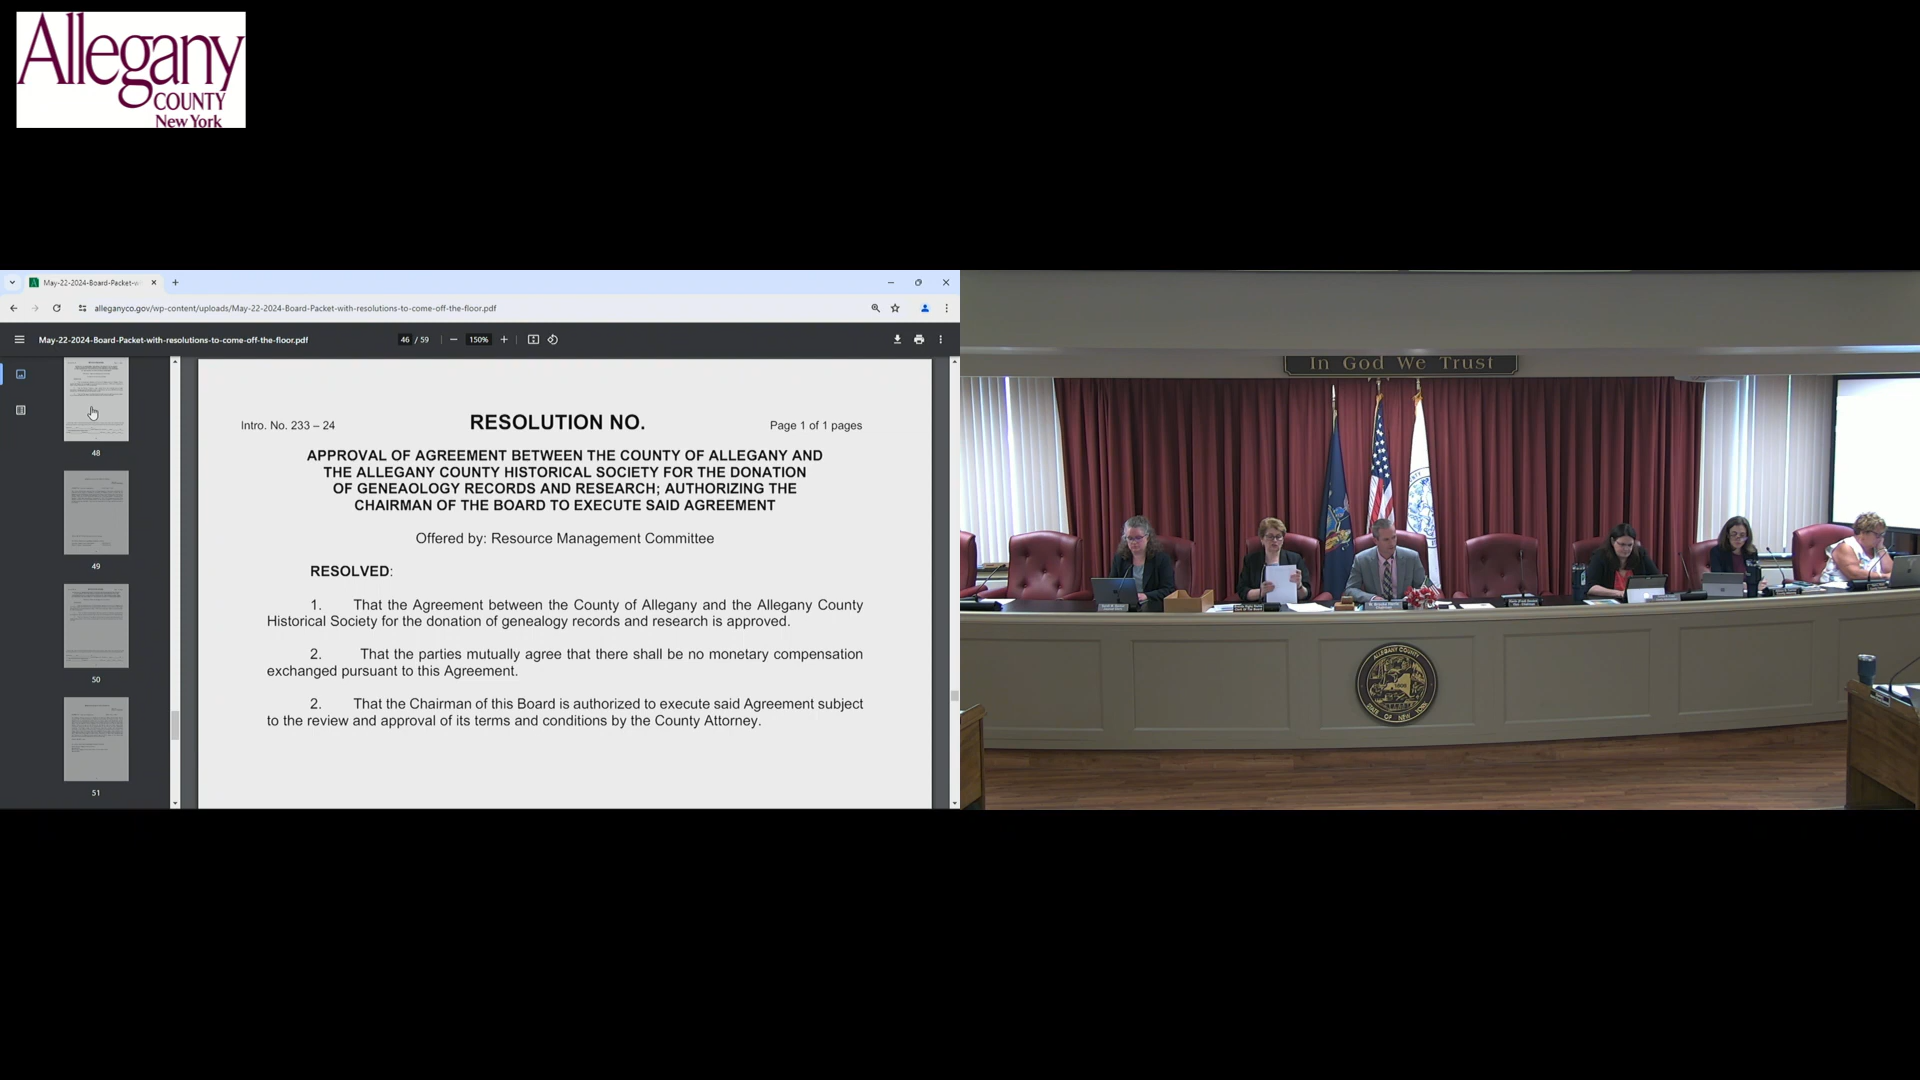 Allegany
COUNTY
New York
May-22-2024-Board-Packet-w
alleganyco.gov/wp-content/uploads/May-22-2024-Board-Packet-with-resolutions-to-come-off-the-floor.pdf
May-22-2024-Board-Packet-with-resolutions-to-come-off-the-floor.pdf
46 / 59
150%
48
49
50
51
Intro. No. 233 – 24
RESOLUTION NO.
Page 1 of 1 pages
APPROVAL OF AGREEMENT BETWEEN THE COUNTY OF ALLEGANY AND
THE ALLEGANY COUNTY HISTORICAL SOCIETY FOR THE DONATION
OF GENEAOLOGY RECORDS AND RESEARCH; AUTHORIZING THE
CHAIRMAN OF THE BOARD TO EXECUTE SAID AGREEMENT
Offered by: Resource Management Committee
RESOLVED:
1. That the Agreement between the County of Allegany and the Allegany County
Historical Society for the donation of genealogy records and research is approved.
2. That the parties mutually agree that there shall be no monetary compensation
exchanged pursuant to this Agreement.
2. That the Chairman of this Board is authorized to execute said Agreement subject
to the review and approval of its terms and conditions by the County Attorney.
In God We Trust
ALLEGANY COUNTY
STATE OF NEW YORK